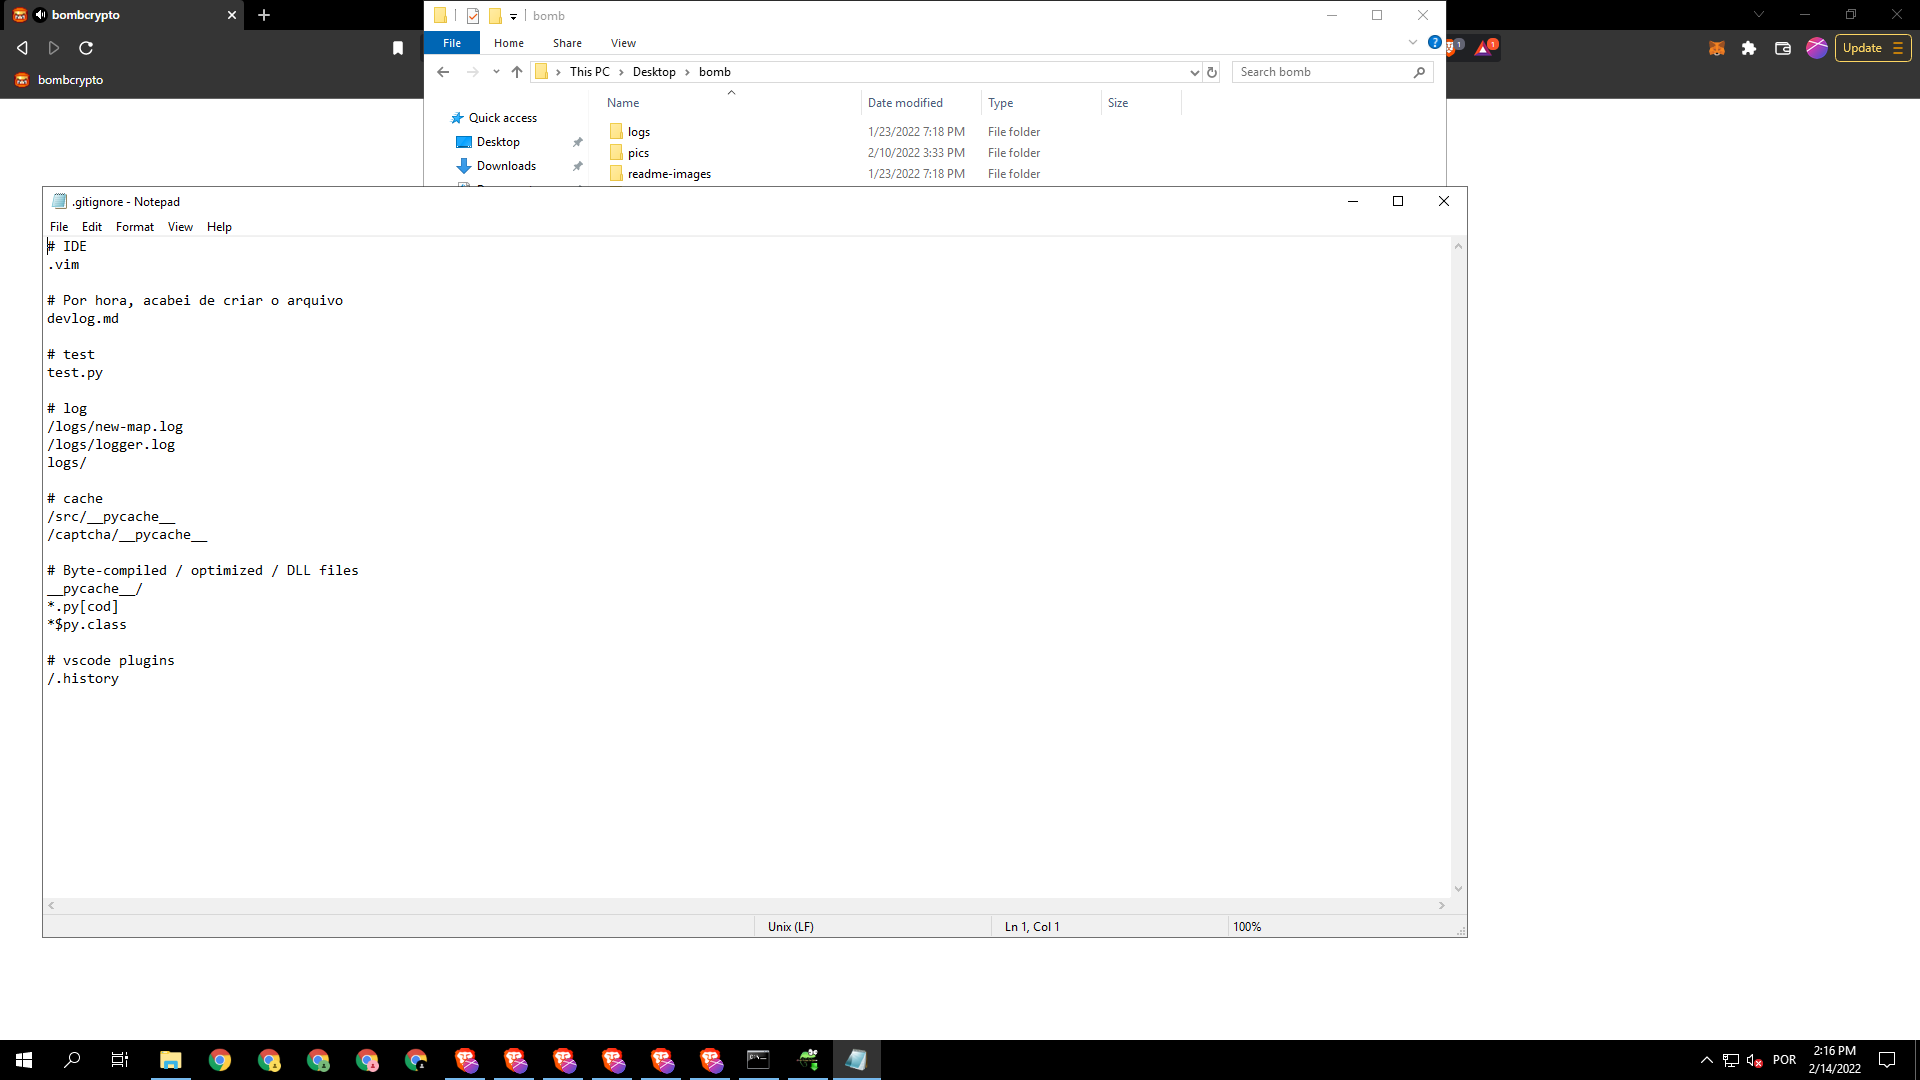 bombcrypto
bomb
File Home Share View
Update
1
1
This PC Desktop bomb
Search bomb
bombcrypto
Name Date modified Type Size
Quick access
Desktop
Downloads
logs 1/23/2022 7:18 PM File folder
pics 2/10/2022 3:33 PM File folder
readme-images 1/23/2022 7:18 PM File folder
.gitignore - Notepad
File Edit Format View Help
# IDE
.vim
# Por hora, acabei de criar o arquivo
devlog.md
# test
test.py
# log
/logs/new-map.log
/logs/logger.log
logs/
# cache
/src/__pycache__
/captcha/__pycache__
# Byte-compiled / optimized / DLL files
__pycache__/
*.py[cod]
*$py.class
# vscode plugins
/.history
Unix (LF) Ln 1, Col 1 100%
POR
2:16 PM
2/14/2022